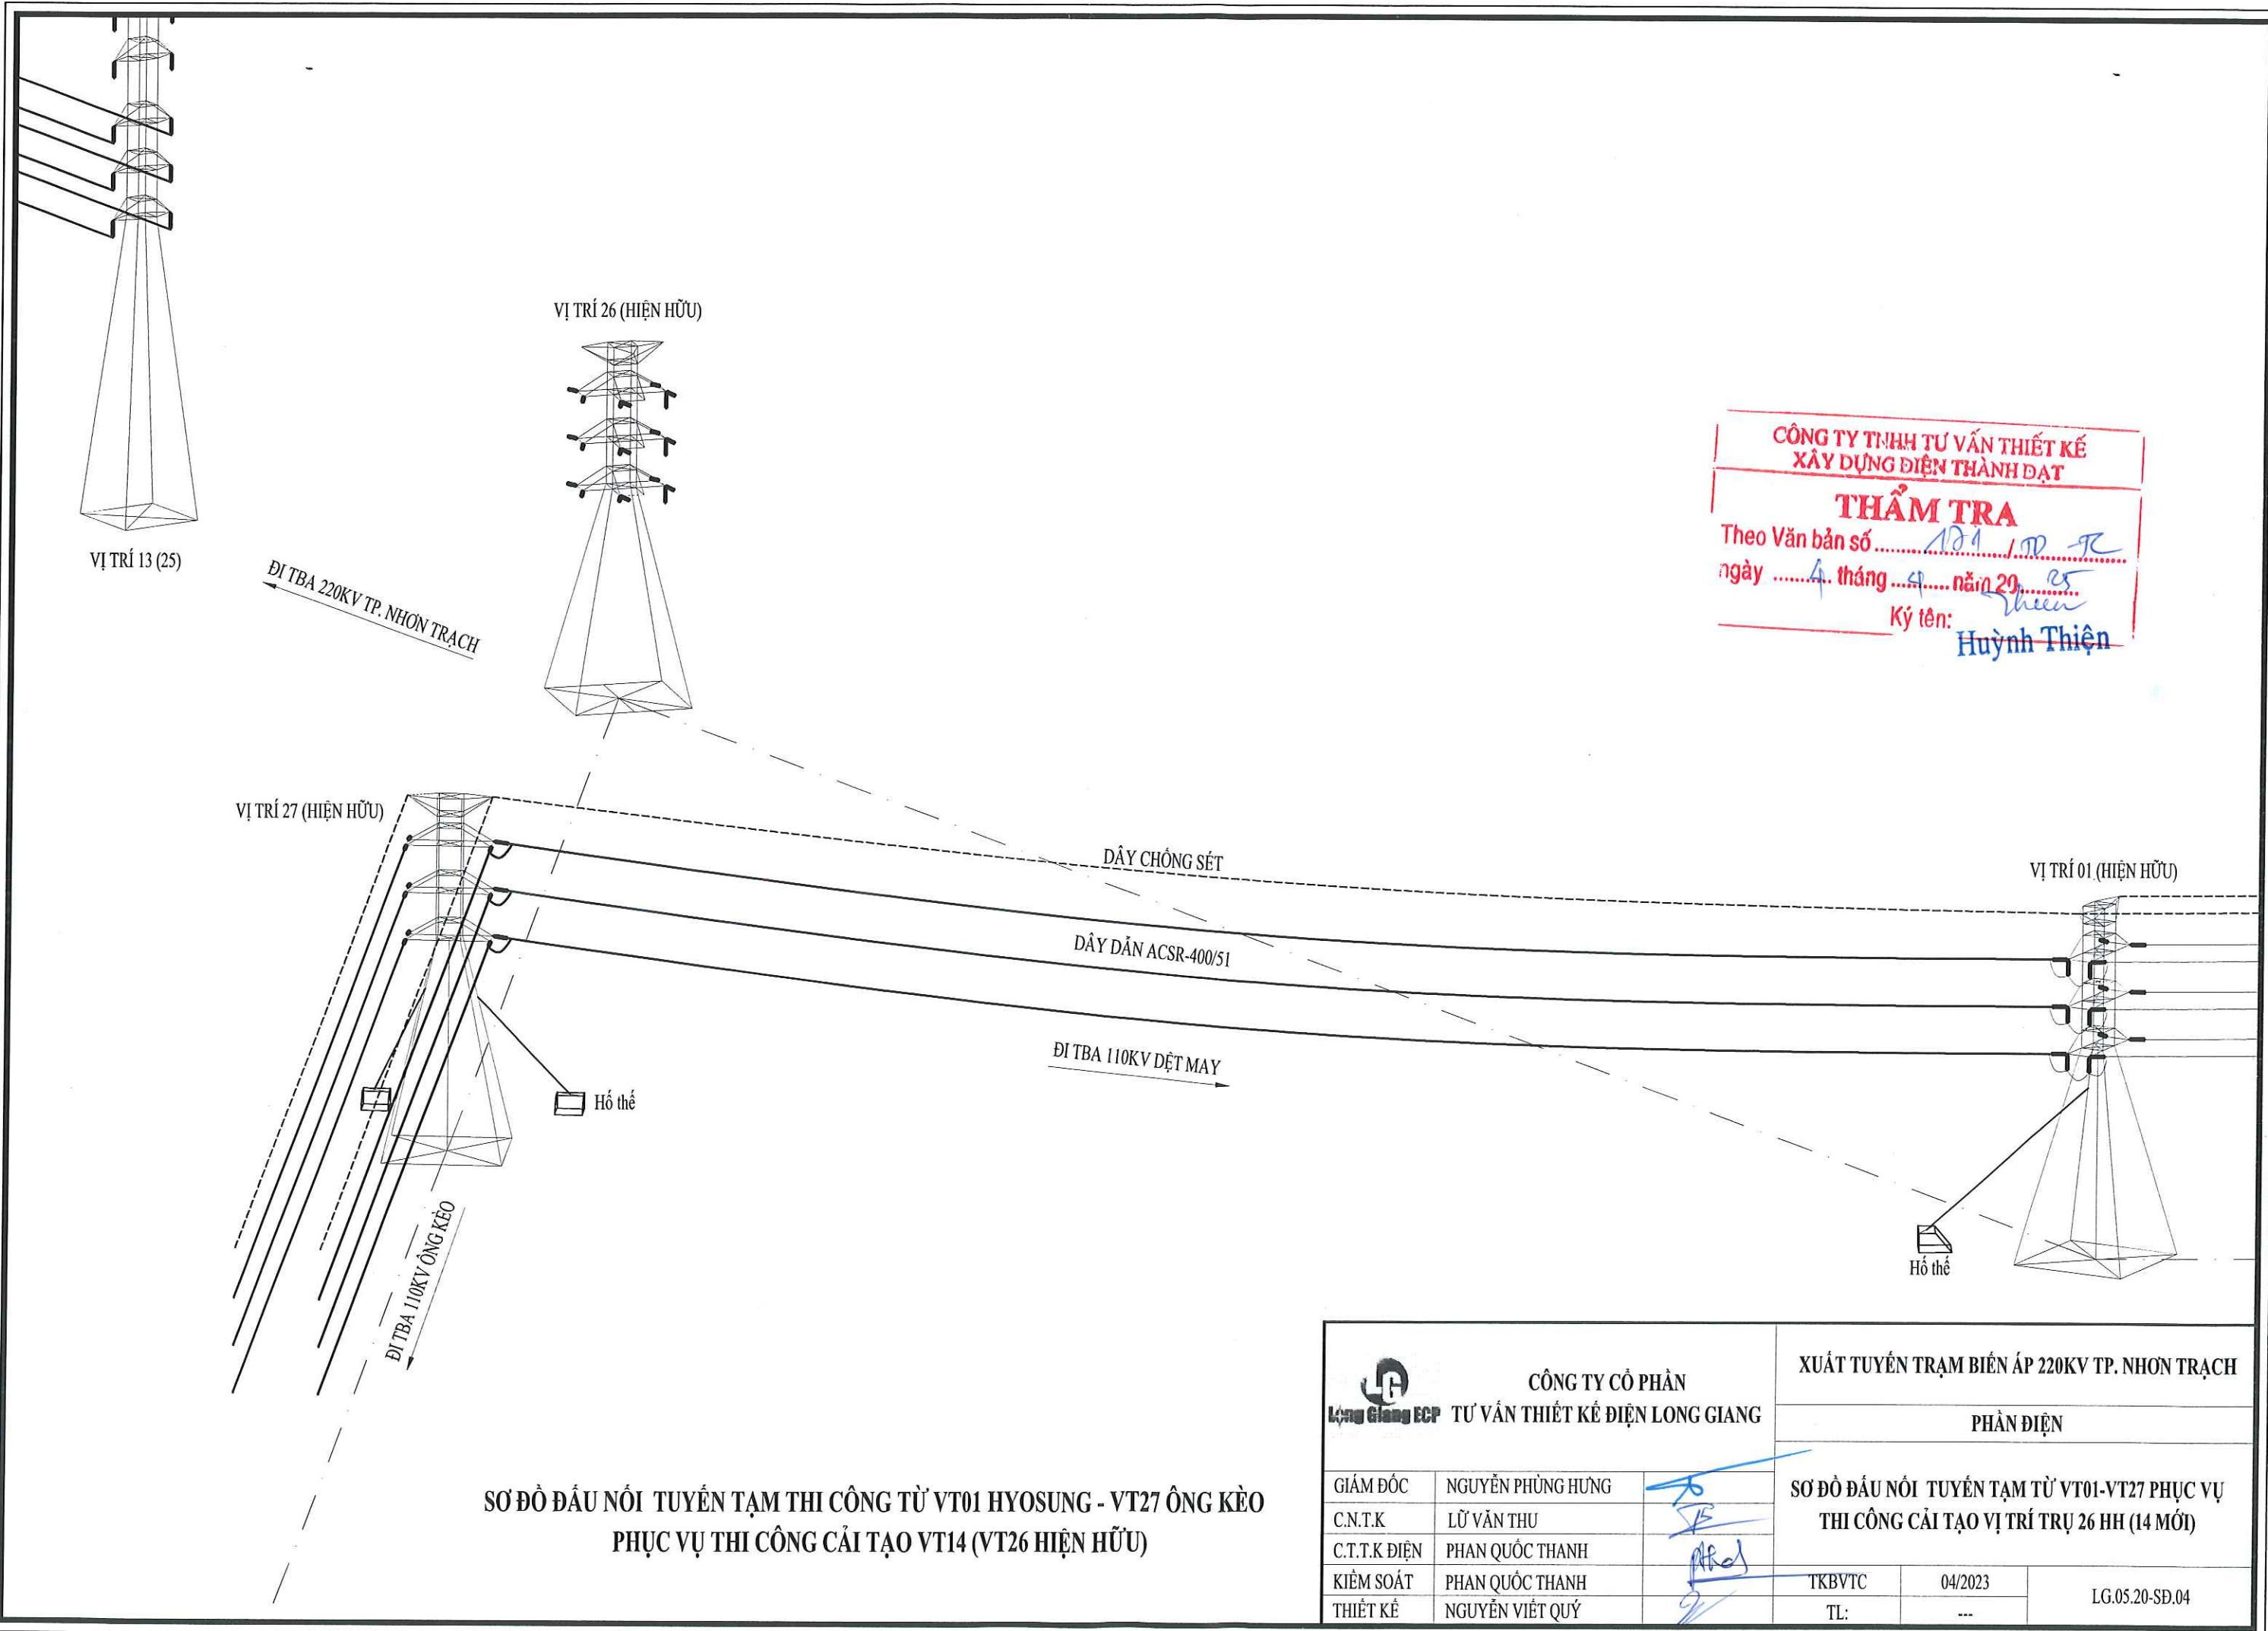 VỊ TRÍ 26 (HIỆN HỮU)
VỊ TRÍ 13 (25)
ĐI TBA 220KV TP. NHƠN TRẠCH
CÔNG TY TNHH TƯ VẤN THIẾT KẾ
XÂY DỰNG ĐIỆN THÀNH ĐẠT
THẨM TRA
Theo Văn bản số ............/............
ngày ....4.. tháng ...4..... năm 20..25......
Ký tên:
Huỳnh Thiện
VỊ TRÍ 27 (HIỆN HỮU)
DÂY CHỐNG SÉT
VỊ TRÍ 01 (HIỆN HỮU)
DÂY DẪN ACSR-400/51
ĐI TBA 110KV DỆT MAY
Hố thế
Hố thế
ĐI TBA 110KV ÔNG KÈO
SƠ ĐỒ ĐẤU NỐI TUYẾN TẠM THI CÔNG TỪ VT01 HYOSUNG - VT27 ÔNG KÈO
PHỤC VỤ THI CÔNG CẢI TẠO VT14 (VT26 HIỆN HỮU)
LG
Long Giang ECP
CÔNG TY CỔ PHẦN
TƯ VẤN THIẾT KẾ ĐIỆN LONG GIANG
XUẤT TUYẾN TRẠM BIẾN ÁP 220KV TP. NHƠN TRẠCH
PHẦN ĐIỆN
GIÁM ĐỐC NGUYỄN PHÙNG HƯNG
C.N.T.K LỮ VĂN THU
C.T.T.K ĐIỆN PHAN QUỐC THANH
KIỂM SOÁT PHAN QUỐC THANH
THIẾT KẾ NGUYỄN VIẾT QUÝ
SƠ ĐỒ ĐẤU NỐI TUYẾN TẠM TỪ VT01-VT27 PHỤC VỤ
THI CÔNG CẢI TẠO VỊ TRÍ TRỤ 26 HH (14 MỚI)
TKBVTC 04/2023
LG.05.20-SĐ.04
TL: ---